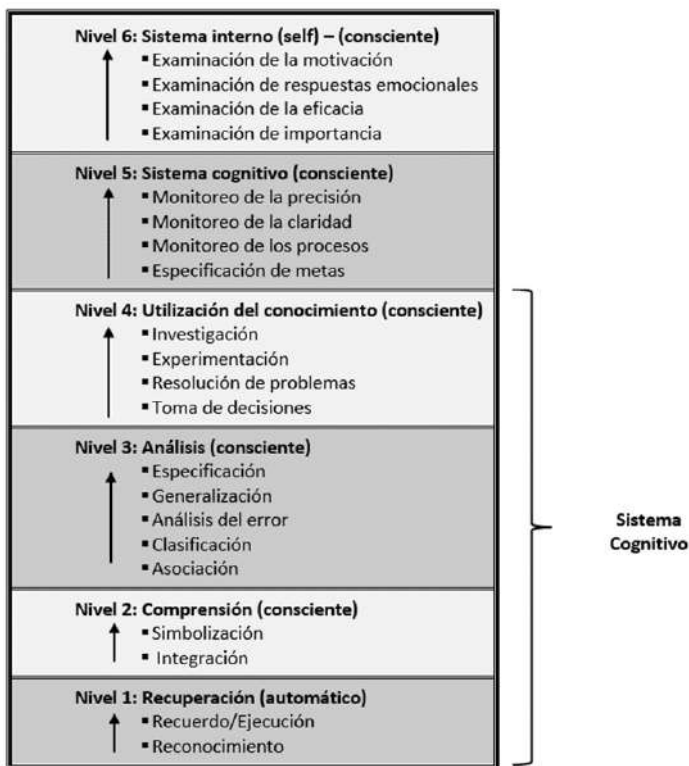 Nivel 6: Sistema interno (self) – (consciente)
▪ Examinación de la motivación
▪ Examinación de respuestas emocionales
▪ Examinación de la eficacia
▪ Examinación de importancia
Nivel 5: Sistema cognitivo (consciente)
▪ Monitoreo de la precisión
▪ Monitoreo de la claridad
▪ Monitoreo de los procesos
▪ Especificación de metas
Nivel 4: Utilización del conocimiento (consciente)
▪ Investigación
▪ Experimentación
▪ Resolución de problemas
▪ Toma de decisiones
Nivel 3: Análisis (consciente)
▪ Especificación
▪ Generalización
▪ Análisis del error
▪ Clasificación
▪ Asociación
Nivel 2: Comprensión (consciente)
▪ Simbolización
▪ Integración
Nivel 1: Recuperación (automático)
▪ Recuerdo/Ejecución
▪ Reconocimiento
Sistema
Cognitivo